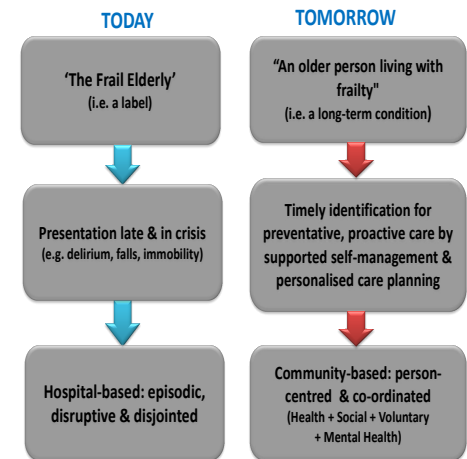 TODAY
‘The Frail Elderly’
(i.e. a label)
Presentation late & in crisis
(e.g. delirium, falls, immobility)
Hospital-based: episodic,
disruptive & disjointed
TOMORROW
“An older person living with
frailty"
(i.e. a long-term condition)
Timely identification for
preventative, proactive care by
supported self-management &
personalised care planning
Community-based: person-
centred & co-ordinated
(Health + Social + Voluntary
+ Mental Health)